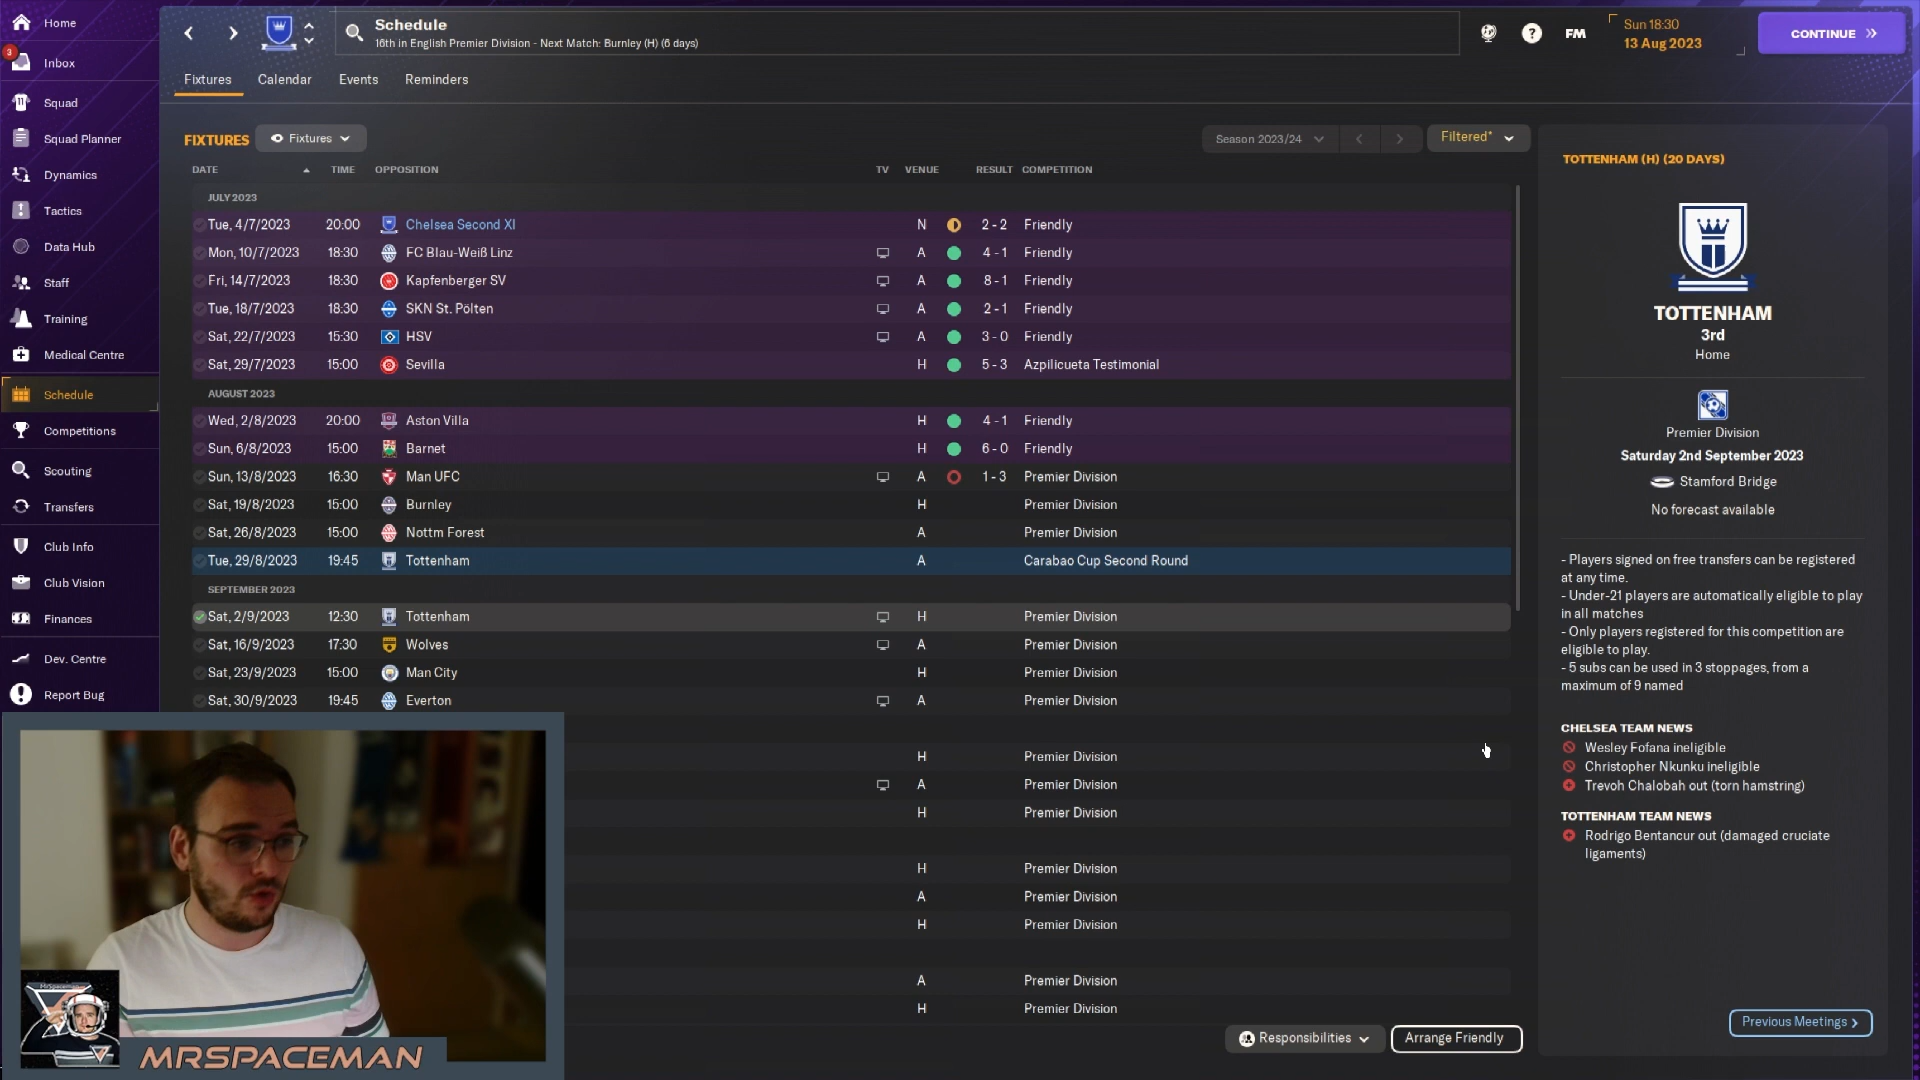 Home
3
Inbox
Squad
Squad Planner
Dynamics
Tactics
Data Hub
Staff
Training
Medical Centre
Schedule
Competitions
Scouting
Transfers
Club Info
Club Vision
Finances
Dev. Centre
Report Bug
Schedule
16th in English Premier Division - Next Match: Burnley (H) (6 days)
?
FM
Sun 18:30
13 Aug 2023
CONTINUE
Fixtures Calendar Events Reminders
FIXTURES Fixtures Season 2023/24 Filtered*
DATE TIME OPPOSITION TV VENUE RESULT COMPETITION
JULY 2023
Tue, 4/7/2023 20:00 Chelsea Second XI N 2 - 2 Friendly
Mon, 10/7/2023 18:30 FC Blau-Weiß Linz A 4 - 1 Friendly
Fri, 14/7/2023 18:30 Kapfenberger SV A 8 - 1 Friendly
Tue, 18/7/2023 18:30 SKN St. Pölten A 2 - 1 Friendly
Sat, 22/7/2023 15:30 HSV A 3 - 0 Friendly
Sat, 29/7/2023 15:00 Sevilla H 5 - 3 Azpilicueta Testimonial
AUGUST 2023
Wed, 2/8/2023 20:00 Aston Villa H 4 - 1 Friendly
Sun, 6/8/2023 15:00 Barnet H 6 - 0 Friendly
Sun, 13/8/2023 16:30 Man UFC A 1 - 3 Premier Division
Sat, 19/8/2023 15:00 Burnley H Premier Division
Sat, 26/8/2023 15:00 Nottm Forest A Premier Division
Tue, 29/8/2023 19:45 Tottenham A Carabao Cup Second Round
SEPTEMBER 2023
Sat, 2/9/2023 12:30 Tottenham H Premier Division
Sat, 16/9/2023 17:30 Wolves A Premier Division
Sat, 23/9/2023 15:00 Man City H Premier Division
Sat, 30/9/2023 19:45 Everton A Premier Division
H Premier Division
A Premier Division
H Premier Division
H Premier Division
A Premier Division
H Premier Division
A Premier Division
H Premier Division
Responsibilities Arrange Friendly
TOTTENHAM (H) (20 DAYS)
TOTTENHAM
3rd
Home
Premier Division
Saturday 2nd September 2023
Stamford Bridge
No forecast available
- Players signed on free transfers can be registered
at any time.
- Under-21 players are automatically eligible to play
in all matches
- Only players registered for this competition are
eligible to play.
- 5 subs can be used in 3 stoppages, from a
maximum of 9 named
CHELSEA TEAM NEWS
Wesley Fofana ineligible
Christopher Nkunku ineligible
Trevoh Chalobah out (torn hamstring)
TOTTENHAM TEAM NEWS
Rodrigo Bentancur out (damaged cruciate
ligaments)
Previous Meetings
MRSPACEMAN